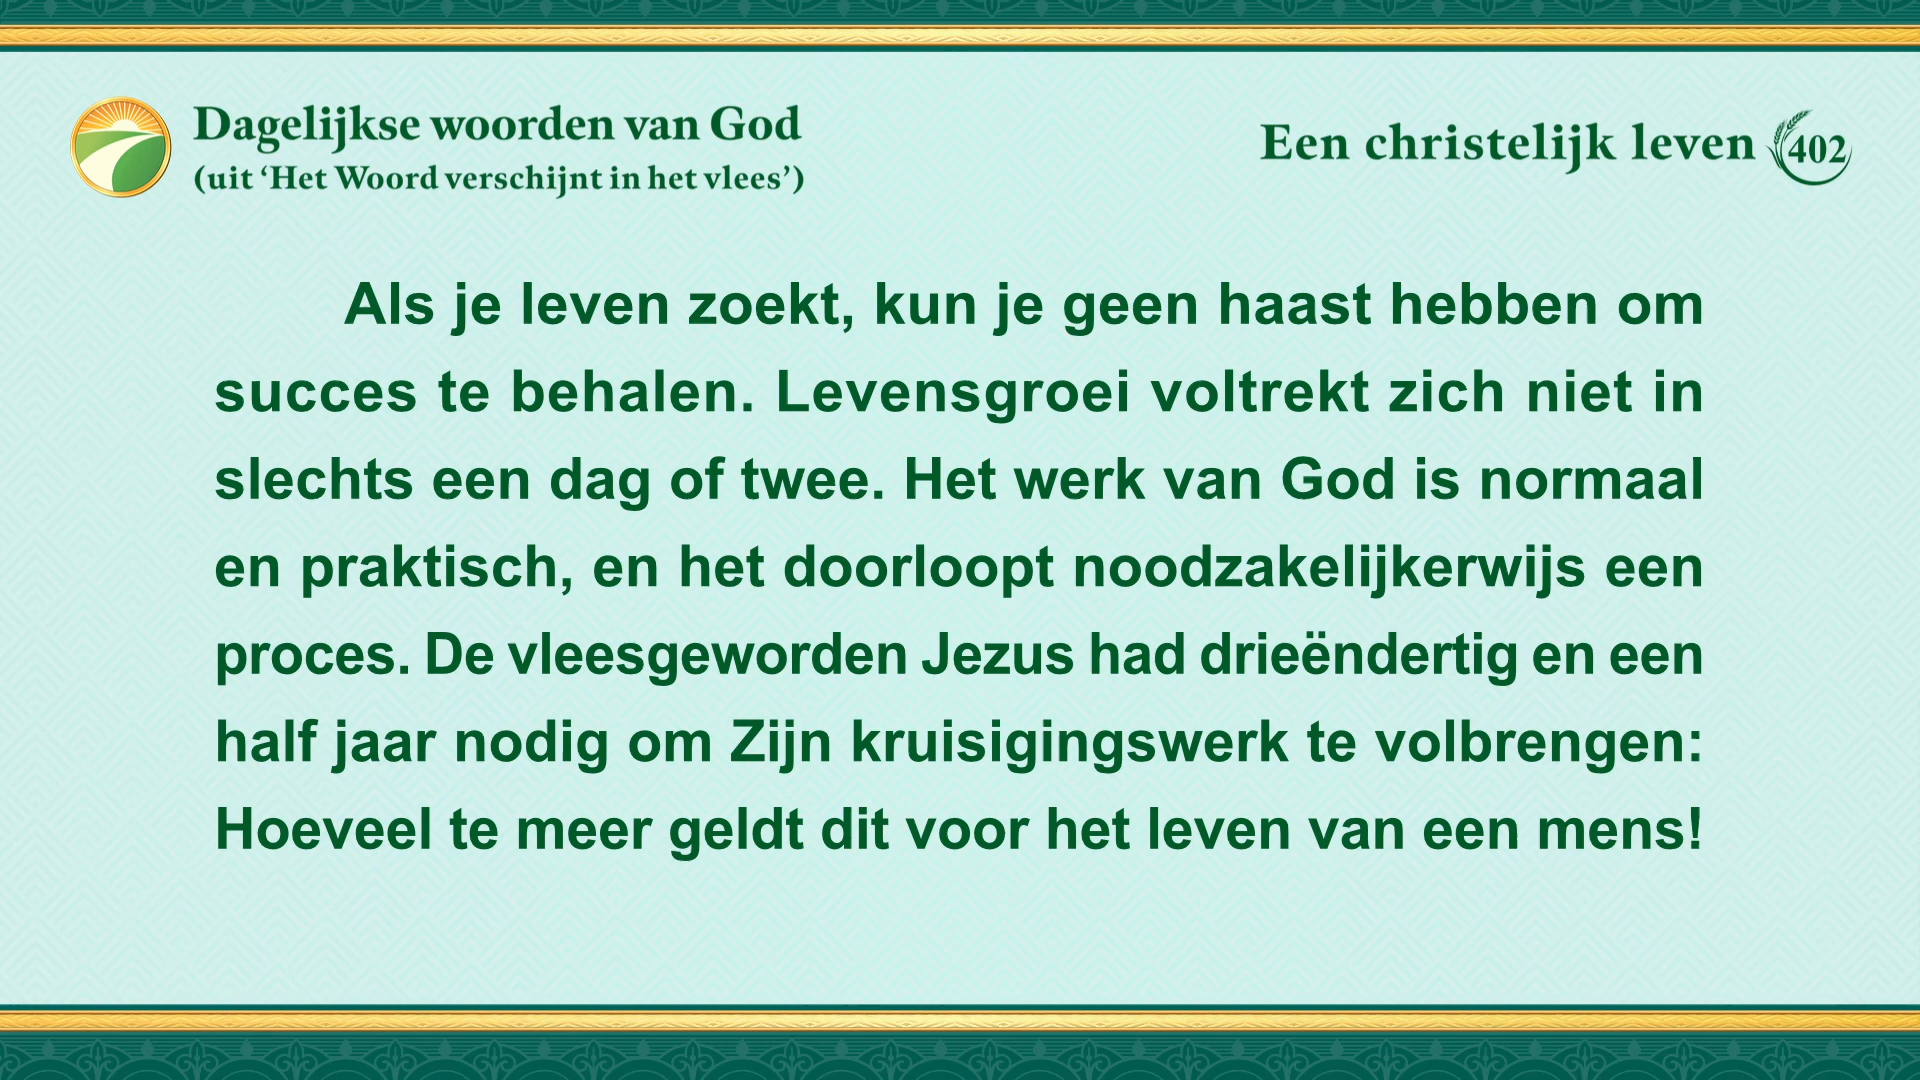 Dagelijkse woorden van God
(uit ‘Het Woord verschijnt in het vlees’)
Een christelijk leven 402
Als je leven zoekt, kun je geen haast hebben om
succes te behalen. Levensgroei voltrekt zich niet in
slechts een dag of twee. Het werk van God is normaal
en praktisch, en het doorloopt noodzakelijkerwijs een
proces. De vleesgeworden Jezus had drieëndertig en een
half jaar nodig om Zijn kruisigingswerk te volbrengen:
Hoeveel te meer geldt dit voor het leven van een mens!